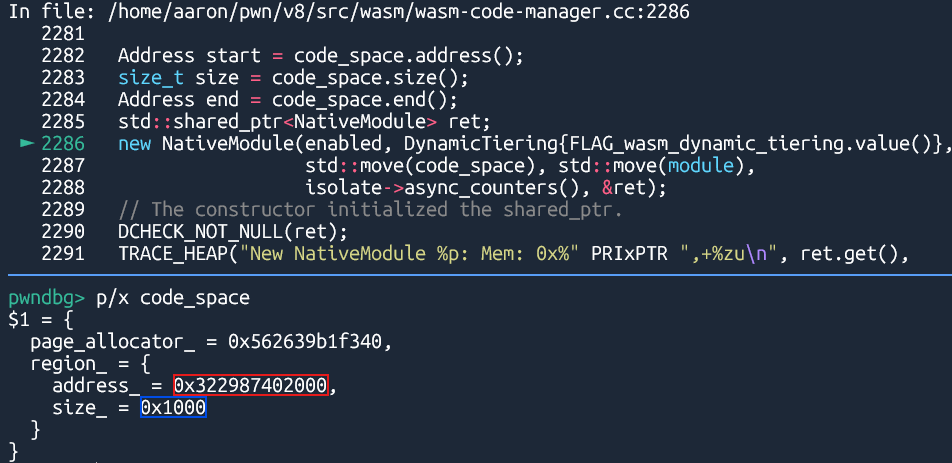 In file: /home/aaron/pwn/v8/src/wasm/wasm-code-manager.cc:2286
2281
2282 Address start = code_space.address();
2283 size_t size = code_space.size();
2284 Address end = code_space.end();
2285 std::shared_ptr<NativeModule> ret;
► 2286 new NativeModule(enabled, DynamicTiering{FLAG_wasm_dynamic_tiering.value()},
2287 std::move(code_space), std::move(module),
2288 isolate->async_counters(), &ret);
2289 // The constructor initialized the shared_ptr.
2290 DCHECK_NOT_NULL(ret);
2291 TRACE_HEAP("New NativeModule %p: Mem: 0x%" PRIxPTR ",+%zu\n", ret.get(),
pwndbg> p/x code_space
$1 = {
page_allocator_ = 0x562639b1f340,
region_ = {
address_ = 0x322987402000,
size_ = 0x1000
}
}